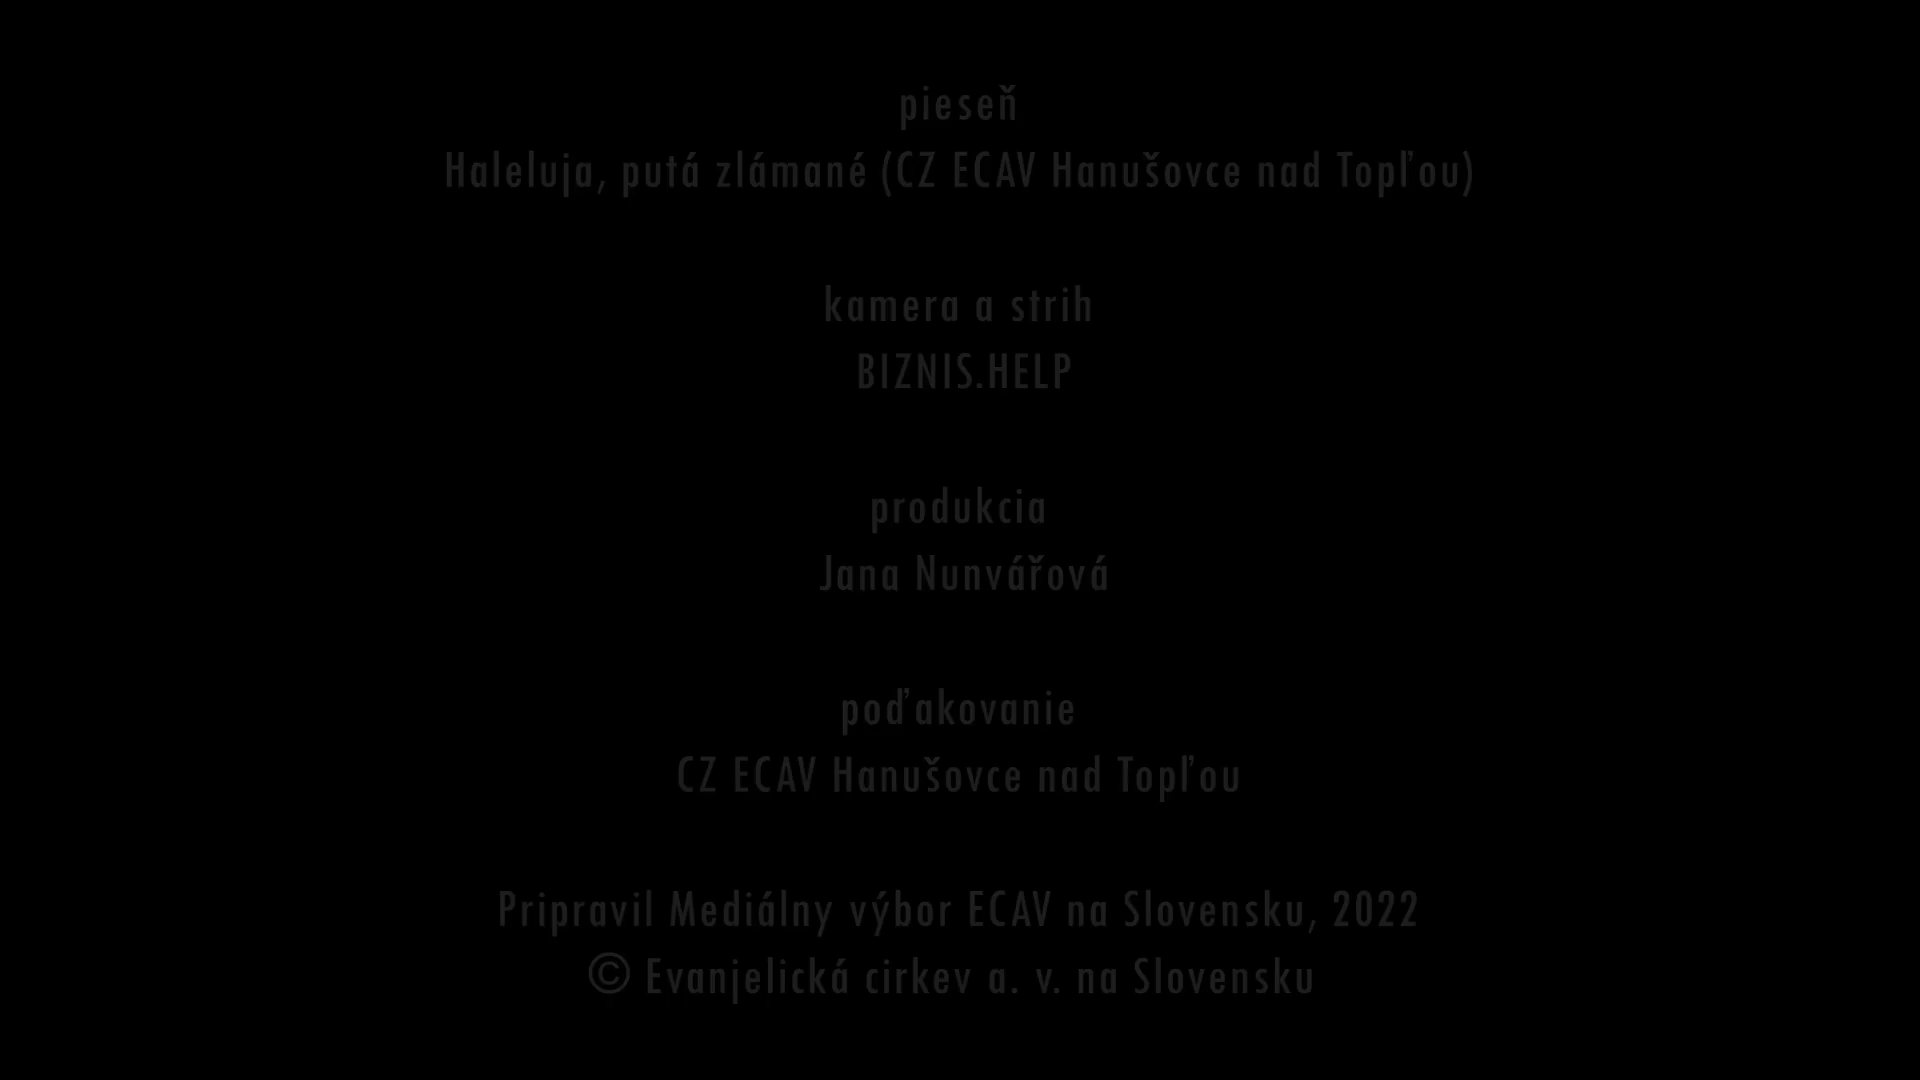 pieseň
Haleluja, putá zlámané (CZ ECAV Hanušovce nad Topľou)
kamera a strih
BIZNIS.HELP
produkcia
Jana Nunvářová
poďakovanie
CZ ECAV Hanušovce nad Topľou
Pripravil Mediálny výbor ECAV na Slovensku, 2022
© Evanjelická cirkev a. v. na Slovensku